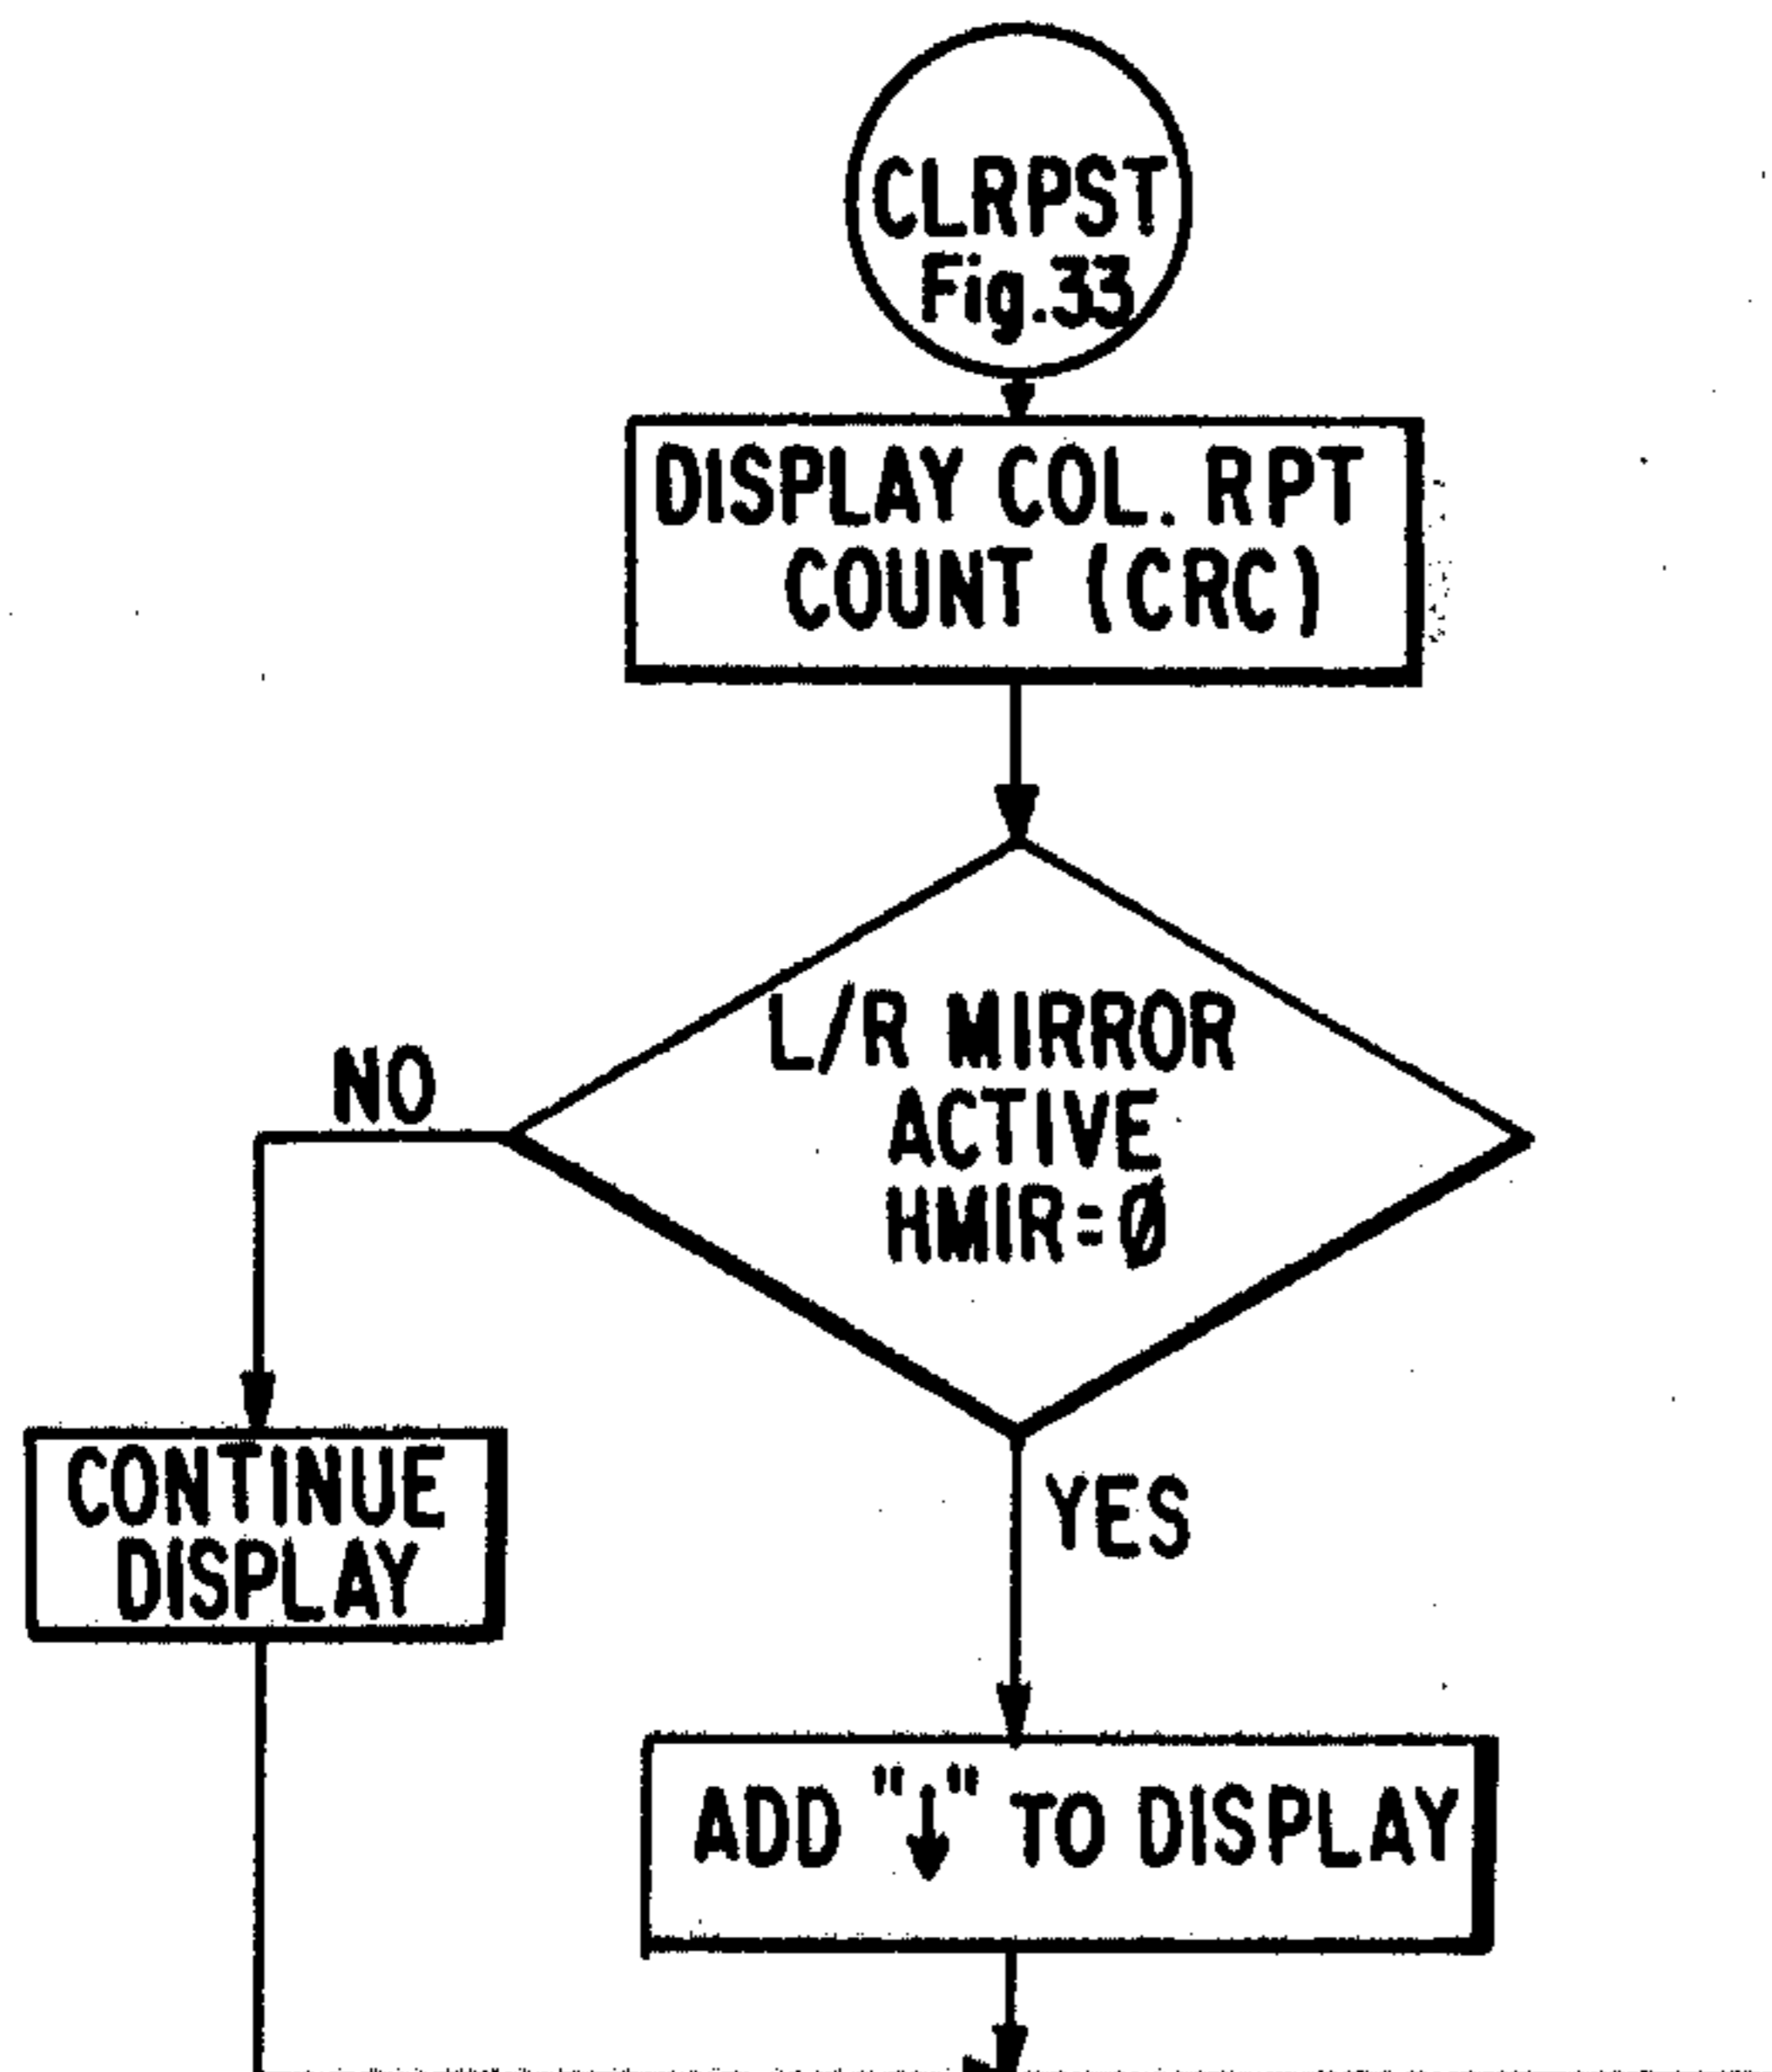 CLRPST
Fig.33
DISPLAY COL. RPT
COUNT (CRC)
L/R MIRROR
ACTIVE
HMIR=Ø
NO
YES
CONTINUE
DISPLAY
ADD "↓" TO DISPLAY